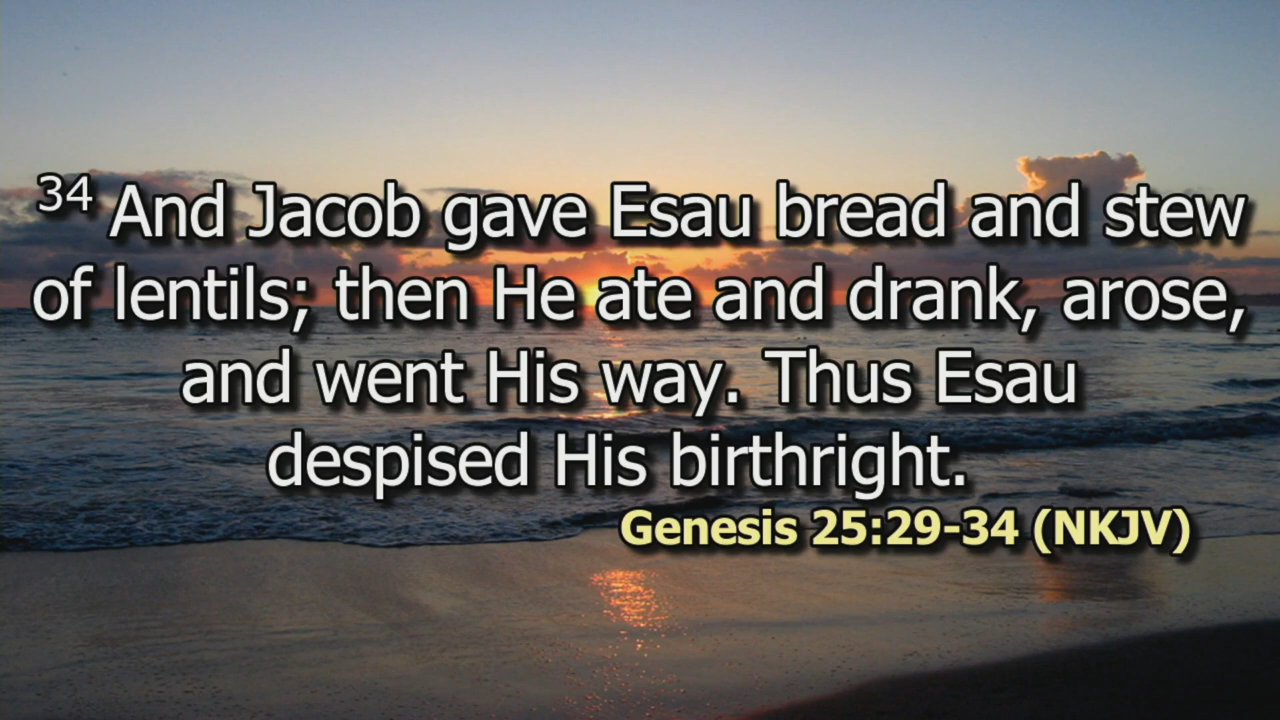 34 And Jacob gave Esau bread and stew
of lentils; then He ate and drank, arose,
and went His way. Thus Esau
despised His birthright.
Genesis 25:29-34 (NKJV)